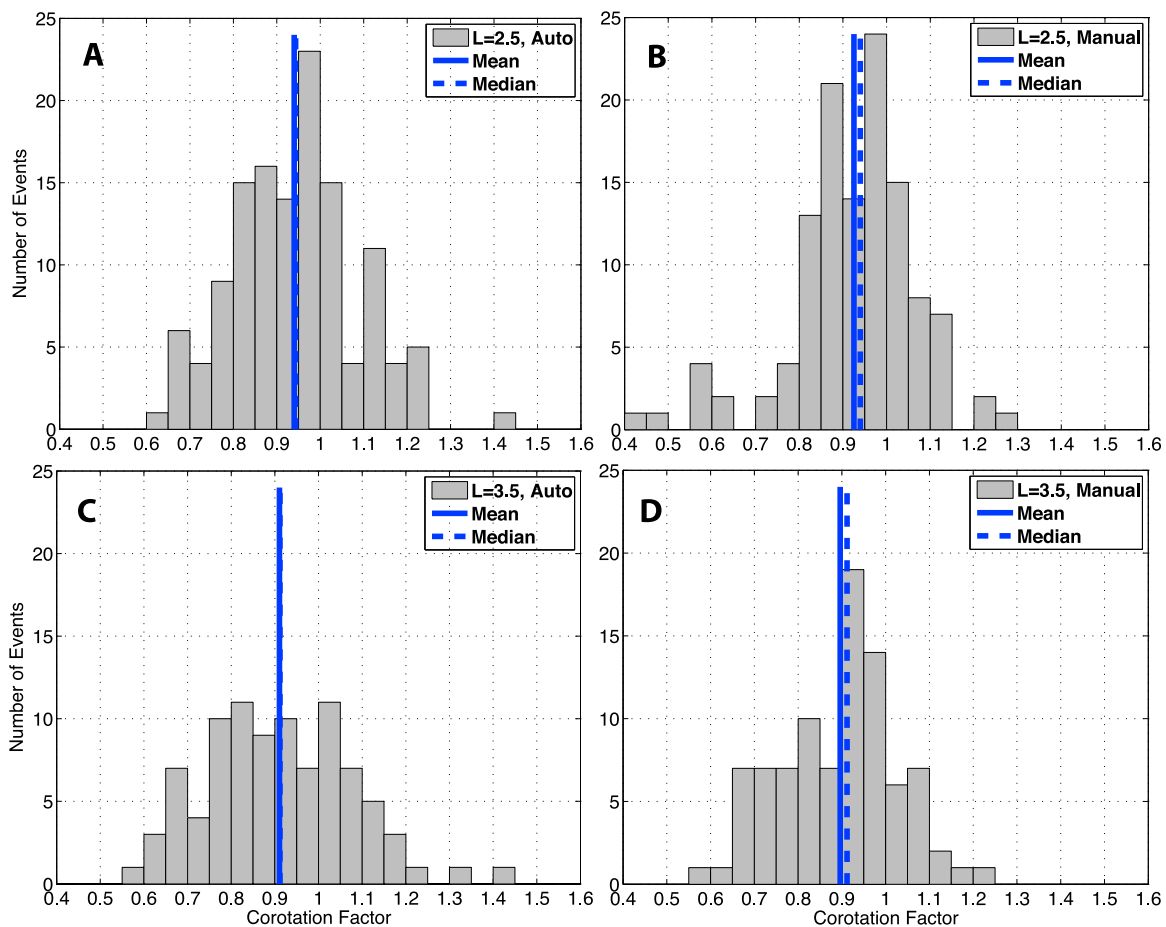 A
L=2.5, Auto
Mean
Median
Number of Events
25
20
15
10
5
0
0.4 0.5 0.6 0.7 0.8 0.9 1 1.1 1.2 1.3 1.4 1.5 1.6
B
L=2.5, Manual
Mean
Median
25
20
15
10
5
0
0.4 0.5 0.6 0.7 0.8 0.9 1 1.1 1.2 1.3 1.4 1.5 1.6
C
L=3.5, Auto
Mean
Median
Number of Events
25
20
15
10
5
0
0.4 0.5 0.6 0.7 0.8 0.9 1 1.1 1.2 1.3 1.4 1.5 1.6
Corotation Factor
D
L=3.5, Manual
Mean
Median
25
20
15
10
5
0
0.4 0.5 0.6 0.7 0.8 0.9 1 1.1 1.2 1.3 1.4 1.5 1.6
Corotation Factor